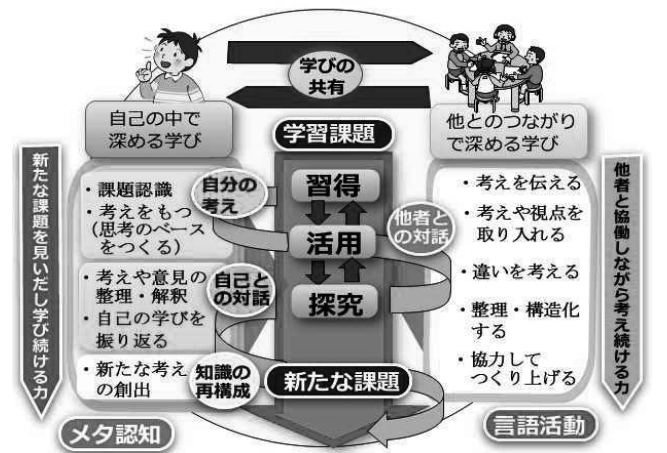 学びの
共有
自己の中で
深める学び
学習課題
他とのつながり
で深める学び
新たな課題を見いだし学び続ける力
・課題認識
・考えをもつ
(思考のベース
をつくる)
自分の
考え
・考えや意見の
整理・解釈
・自己の学びを
振り返る
自己と
の対話
・新たな考え
の創出
知識の
再構成
メタ認知
習得
活用
探究
新たな課題
他者と
の対話
・考えを伝える
・考えや視点を
取り入れる
・違いを考える
・整理・構造化
する
・協力して
つくり上げる
言語活動
他者と協働しながら考え続ける力